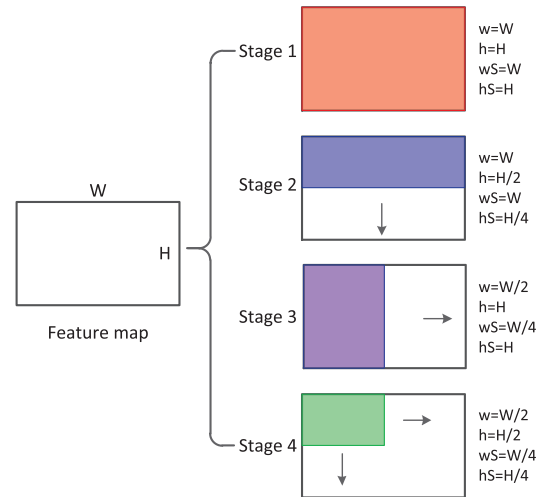 Stage 1
w=W
h=H
wS=W
hS=H
Stage 2
w=W
h=H/2
wS=W
hS=H/4
W
H
Feature map
Stage 3
w=W/2
h=H
wS=W/4
hS=H
Stage 4
w=W/2
h=H/2
wS=W/4
hS=H/4